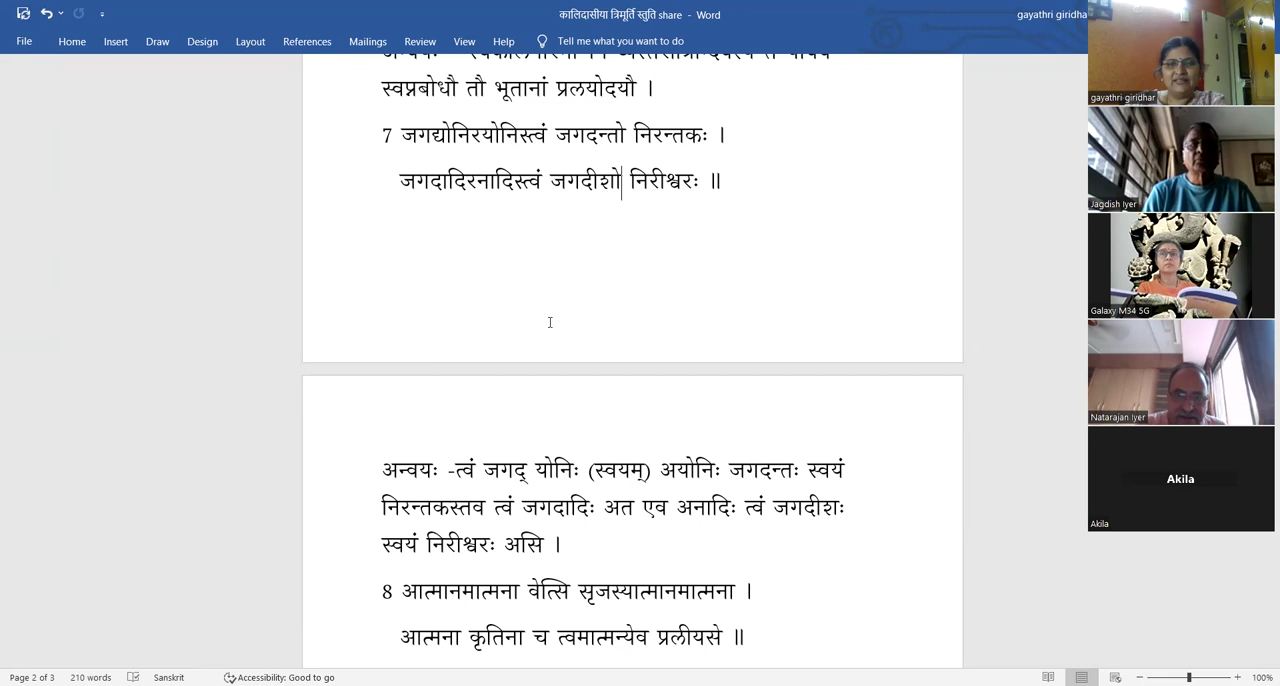 कालिदासीया त्रिमूर्ति स्तुति share - Word
gayathri giridha
File Home Insert Draw Design Layout References Mailings Review View Help Tell me what you want to do
स्वप्नबोधौ तौ भूतानां प्रलयोदयौ ।
7 जगद्योनिरयोनिस्त्वं जगदन्तो निरन्तकः ।
जगदादिरनादिस्त्वं जगदीशो निरीश्वरः ॥
अन्वयः -त्वं जगद् योनिः (स्वयम्) अयोनिः जगदन्तः स्वयं
निरन्तकस्तव त्वं जगदादिः अत एव अनादिः त्वं जगदीशः
स्वयं निरीश्वरः असि ।
8 आत्मानमात्मना वेत्सि सृजस्यात्मानमात्मना ।
आत्मना कृतिना च त्वमात्मन्येव प्रलीयसे ॥
gayathri giridhar
Jagdish Iyer
Galaxy M34 5G
Natarajan Iyer
Akila
Akila
Page 2 of 3 210 words Sanskrit Accessibility: Good to go 100%